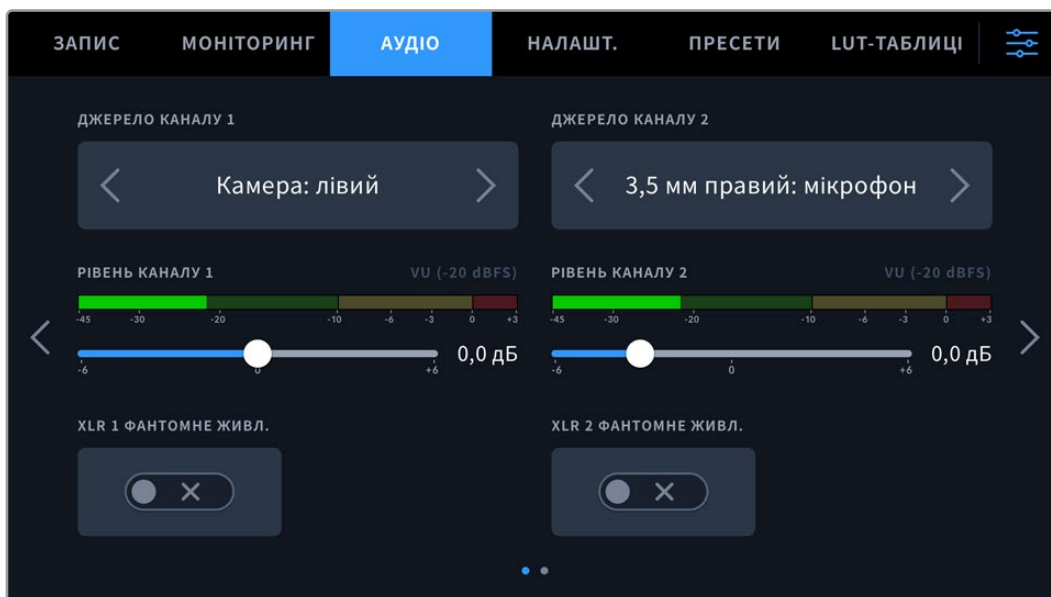 ЗАПИС МОНІТОРИНГ АУДІО НАЛАШТ. ПРЕСЕТИ LUT-ТАБЛИЦІ
ДЖЕРЕЛО КАНАЛУ 1 ДЖЕРЕЛО КАНАЛУ 2
Камера: лівий 3,5 мм правий: мікрофон
РІВЕНЬ КАНАЛУ 1 VU (-20 dBFS) РІВЕНЬ КАНАЛУ 2 VU (-20 dBFS)
-45 -30 -20 -10 -6 -3 0 +3 -45 -30 -20 -10 -6 -3 0 +3
0,0 дБ 0,0 дБ
-6 0 +6 -6 0 +6
XLR 1 ФАНТОМНЕ ЖИВЛ. XLR 2 ФАНТОМНЕ ЖИВЛ.